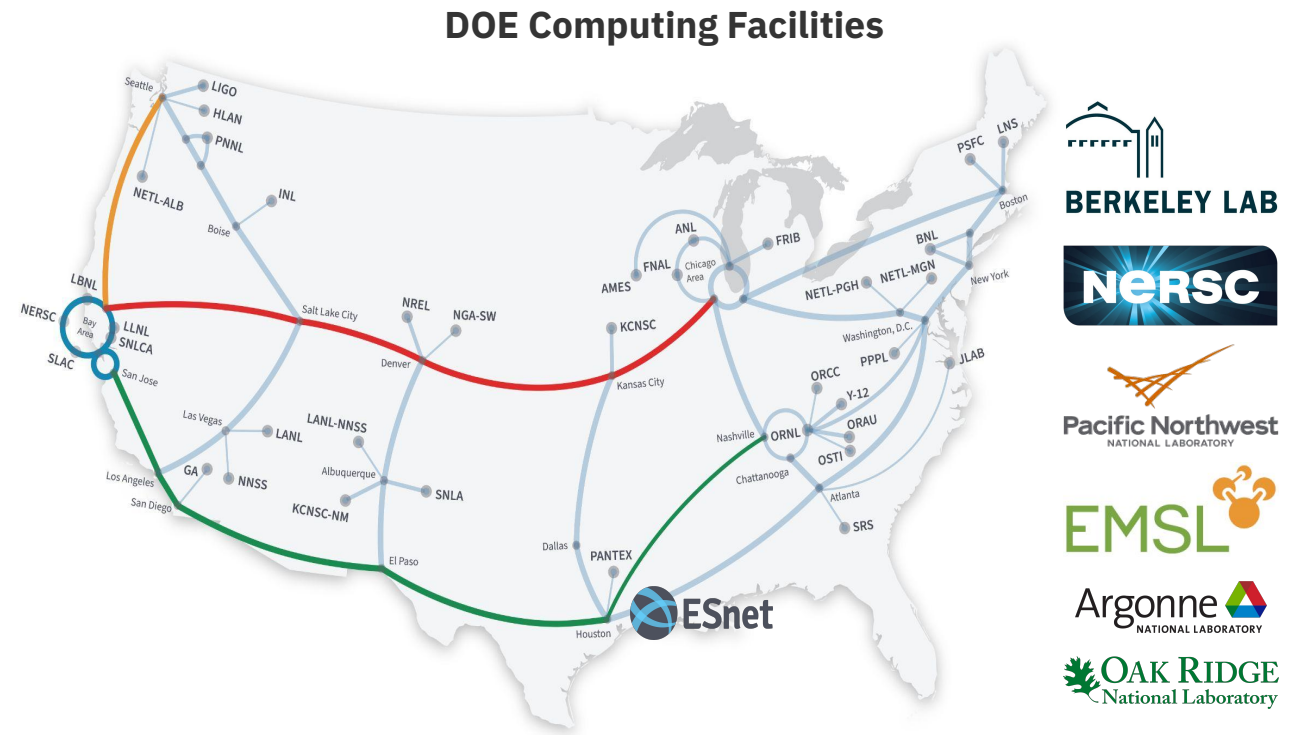 DOE Computing Facilities
Seattle
LIGO
HLAN
PNNL
NETL-ALB
INL
Boise
LBNL
NERSC
Bay
Area
LLNL
SNLCA
SLAC
San Jose
Salt Lake City
NREL
NGA-SW
Denver
KCNSC
Kansas City
AMES
FNAL
ANL
Chicago
Area
FRIB
PSFC
LNS
Boston
BNL
New York
NETL-PGH
NETL-MGN
Washington, D.C.
PPPL
JLAB
ORCC
Y-12
ORAU
OSTI
ORNL
Nashville
Chattanooga
Atlanta
SRS
Las Vegas
LANL
NNSS
Los Angeles
GA
San Diego
LANL-NNSS
Albuquerque
SNLA
KCNSC-NM
El Paso
Dallas
PANTEX
Houston
ESnet
BERKELEY LAB
NERSC
Pacific Northwest
NATIONAL LABORATORY
EMSL
Argonne
NATIONAL LABORATORY
OAK RIDGE
National Laboratory